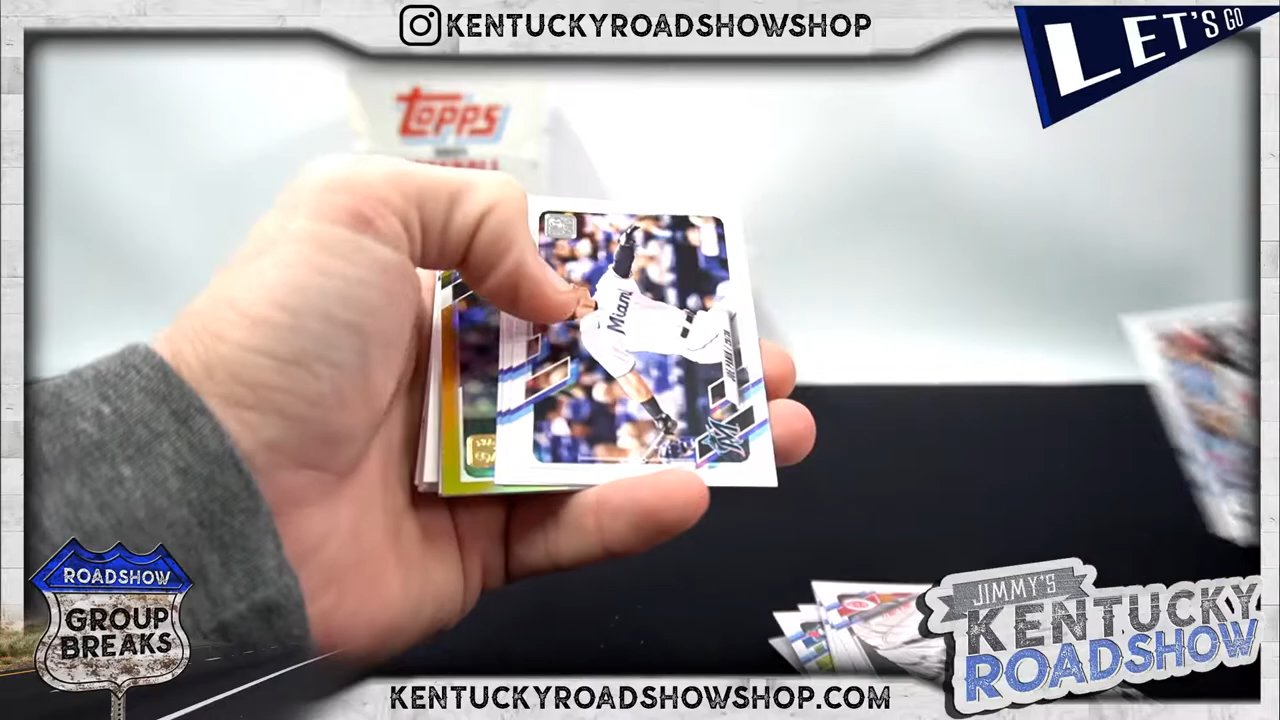 KENTUCKYROADSHOWSHOP
LET'S GO
TOPPS
Miami
M
ROADSHOW
GROUP
BREAKS
JIMMY'S
KENTUCKY
ROADSHOW
KENTUCKYROADSHOWSHOP.COM